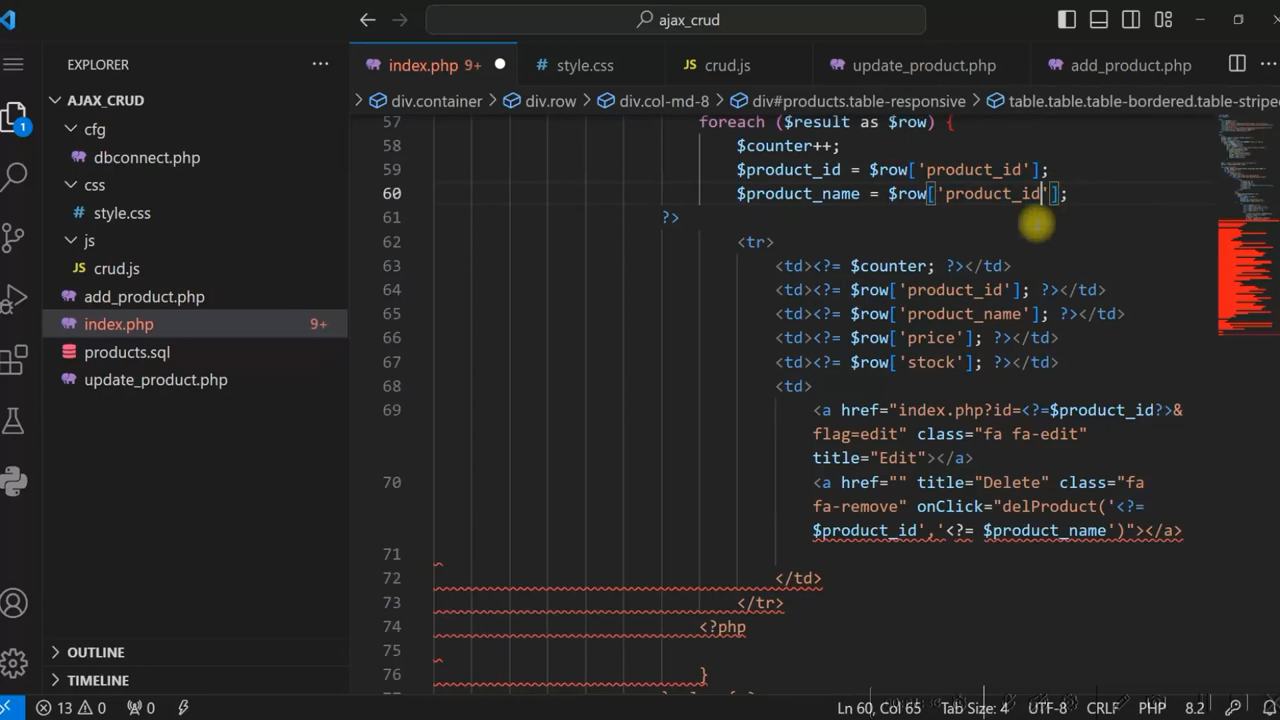 ajax_crud
EXPLORER
index.php 9+
style.css
JS crud.js
update_product.php
add_product.php
div.container
div.row
div.col-md-8
div#products.table-responsive
table.table.table-bordered.table-stripe
AJAX_CRUD
cfg
dbconnect.php
css
style.css
js
JS crud.js
add_product.php
index.php 9+
products.sql
update_product.php
OUTLINE
TIMELINE
1
57 foreach ($result as $row) {
58 $counter++;
59 $product_id = $row['product_id'];
60 $product_name = $row['product_id'];
61 ?>
62 <tr>
63 <td><?= $counter; ?></td>
64 <td><?= $row['product_id']; ?></td>
65 <td><?= $row['product_name']; ?></td>
66 <td><?= $row['price']; ?></td>
67 <td><?= $row['stock']; ?></td>
68 <td>
69 <a href="index.php?id=<?=$product_id?>&
flag=edit" class="fa fa-edit"
title="Edit"></a>
70 <a href="" title="Delete" class="fa
fa-remove" onClick="delProduct('<?=
$product_id','<?= $product_name')"></a>
71
72 </td>
73 </tr>
74 <?php
75
76 }
13 0 0
Ln 60, Col 65
Tab Size: 4
UTF-8
CRLF
PHP
8.2